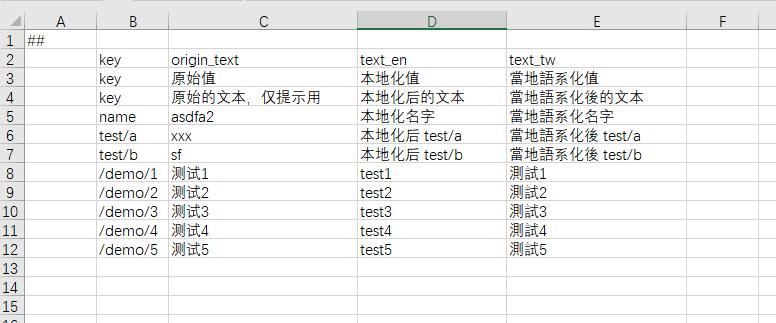 A B C D E F
1 ##
2 key origin_text text_en text_tw
3 key 原始值 本地化值 當地語系化值
4 key 原始的文本，仅提示用 本地化后的文本 當地語系化後的文本
5 name asdfa2 本地化名字 當地語系化名字
6 test/a xxx 本地化后 test/a 當地語系化後 test/a
7 test/b sf 本地化后 test/b 當地語系化後 test/b
8 /demo/1 测试1 test1 測試1
9 /demo/2 测试2 test2 測試2
10 /demo/3 测试3 test3 測試3
11 /demo/4 测试4 test4 測試4
12 /demo/5 测试5 test5 測試5
13
14
15